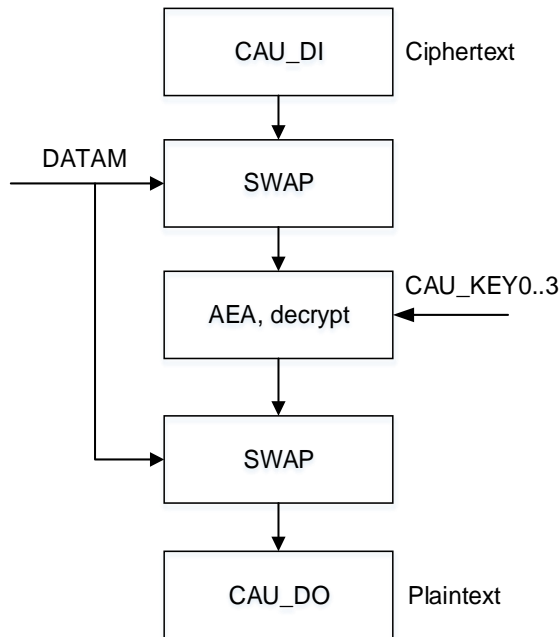 CAU_DI
Ciphertext
DATAM
SWAP
CAU_KEY0..3
AEA, decrypt
SWAP
CAU_DO
Plaintext